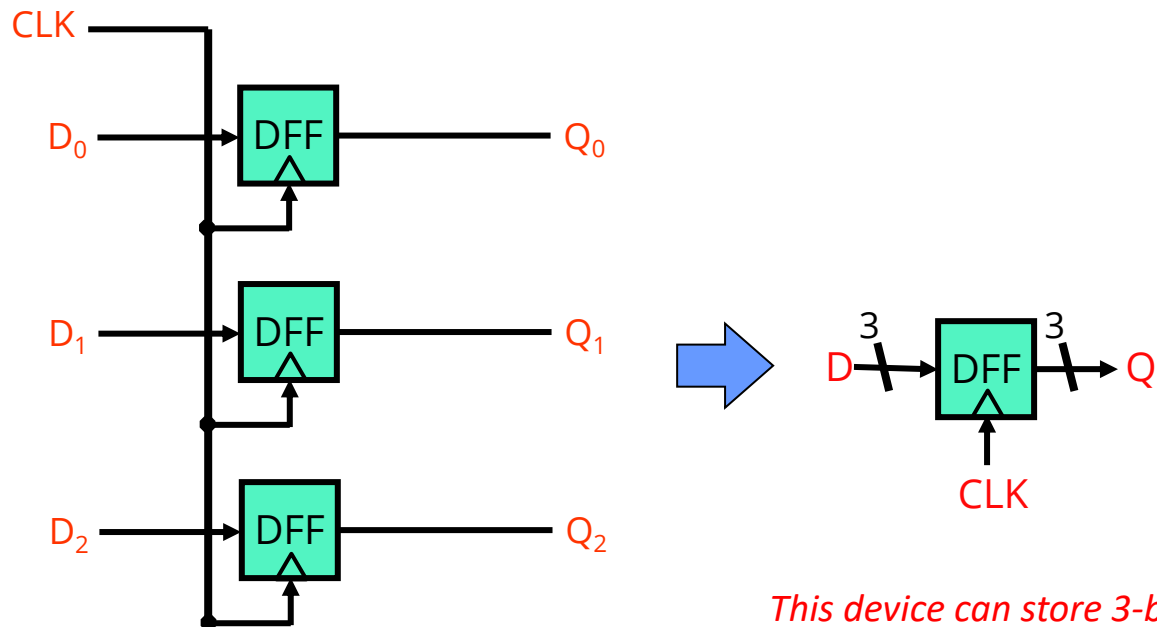 CLK
D₀ DFF Q₀
D₁ DFF Q₁
3 3
D DFF Q
CLK
D₂ DFF Q₂
This device can store 3-b